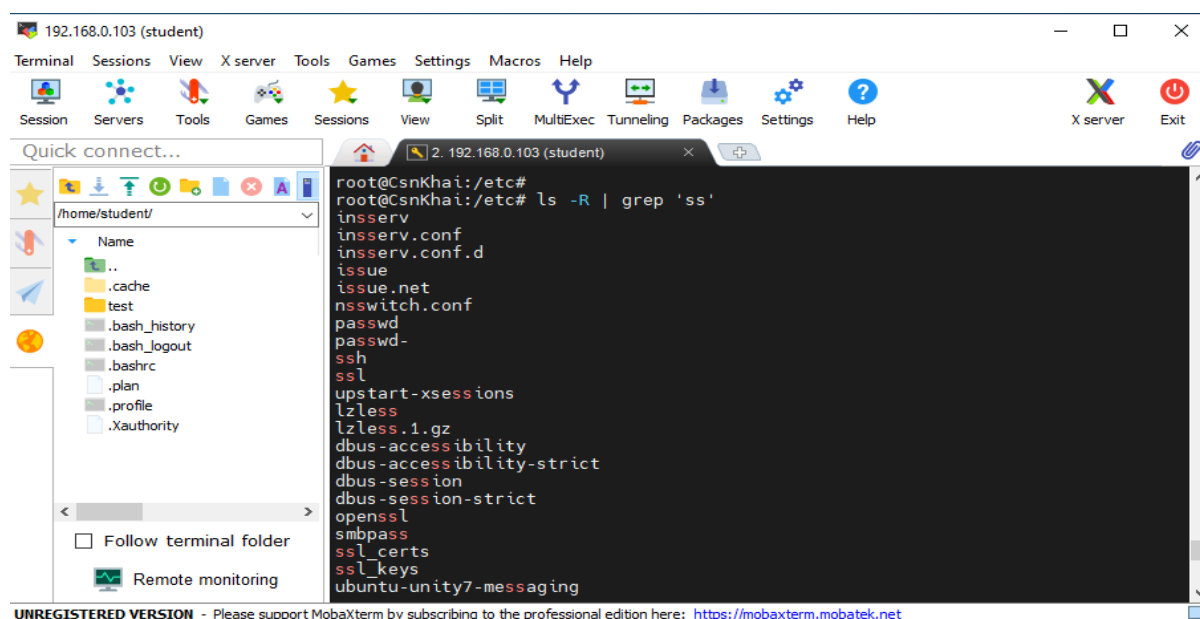 192.168.0.103 (student)
Terminal Sessions View X server Tools Games Settings Macros Help
Session Servers Tools Games Sessions View Split MultiExec Tunneling Packages Settings Help X server Exit
Quick connect...
2. 192.168.0.103 (student)
/home/student/
Name
..
.cache
test
.bash_history
.bash_logout
.bashrc
.plan
.profile
.Xauthority
Follow terminal folder
Remote monitoring
root@CsnKhai:/etc#
root@CsnKhai:/etc# ls -R | grep 'ss'
insserv
insserv.conf
insserv.conf.d
issue
issue.net
nsswitch.conf
passwd
passwd-
ssh
ssl
upstart-xsessions
lzless
lzless.1.gz
dbus-accessibility
dbus-accessibility-strict
dbus-session
dbus-session-strict
openssl
smbpass
ssl_certs
ssl_keys
ubuntu-unity7-messaging
UNREGISTERED VERSION - Please support MobaXterm by subscribing to the professional edition here: https://mobaxterm.mobatek.net